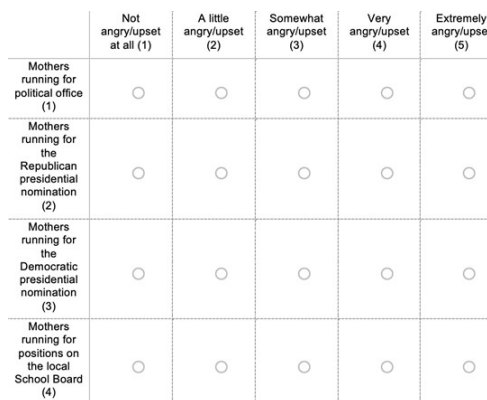 Not
angry/upset
at all (1)
A little
angry/upset
(2)
Somewhat
angry/upset
(3)
Very
angry/upset
(4)
Extremely
angry/upse
(5)
Mothers
running for
political office
(1)
Mothers
running for
the
Republican
presidential
nomination
(2)
Mothers
running for
the
Democratic
presidential
nomination
(3)
Mothers
running for
positions on
the local
School Board
(4)